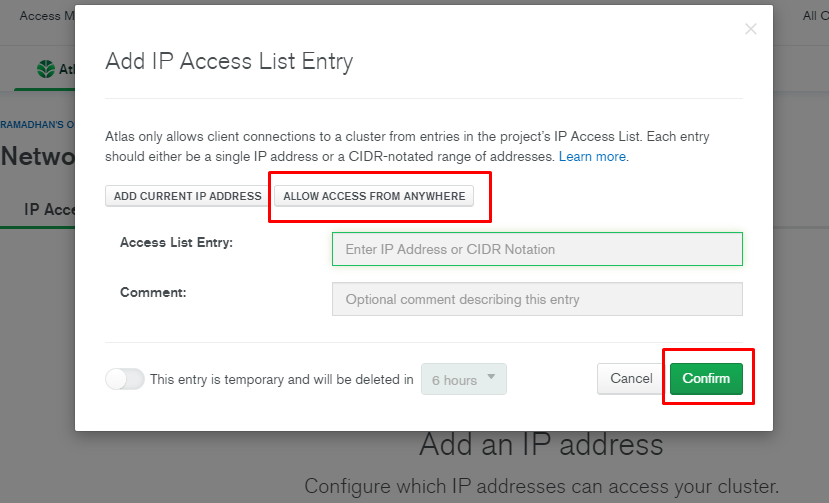 Access M
All C
Atl
RAMADHAN'S O
Netwo
IP Acce
Add IP Access List Entry
Atlas only allows client connections to a cluster from entries in the project's IP Access List. Each entry
should either be a single IP address or a CIDR-notated range of addresses. Learn more.
ADD CURRENT IP ADDRESS
ALLOW ACCESS FROM ANYWHERE
Access List Entry:
Enter IP Address or CIDR Notation
Comment:
Optional comment describing this entry
This entry is temporary and will be deleted in
6 hours
Cancel
Confirm
Add an IP address
Configure which IP addresses can access your cluster.